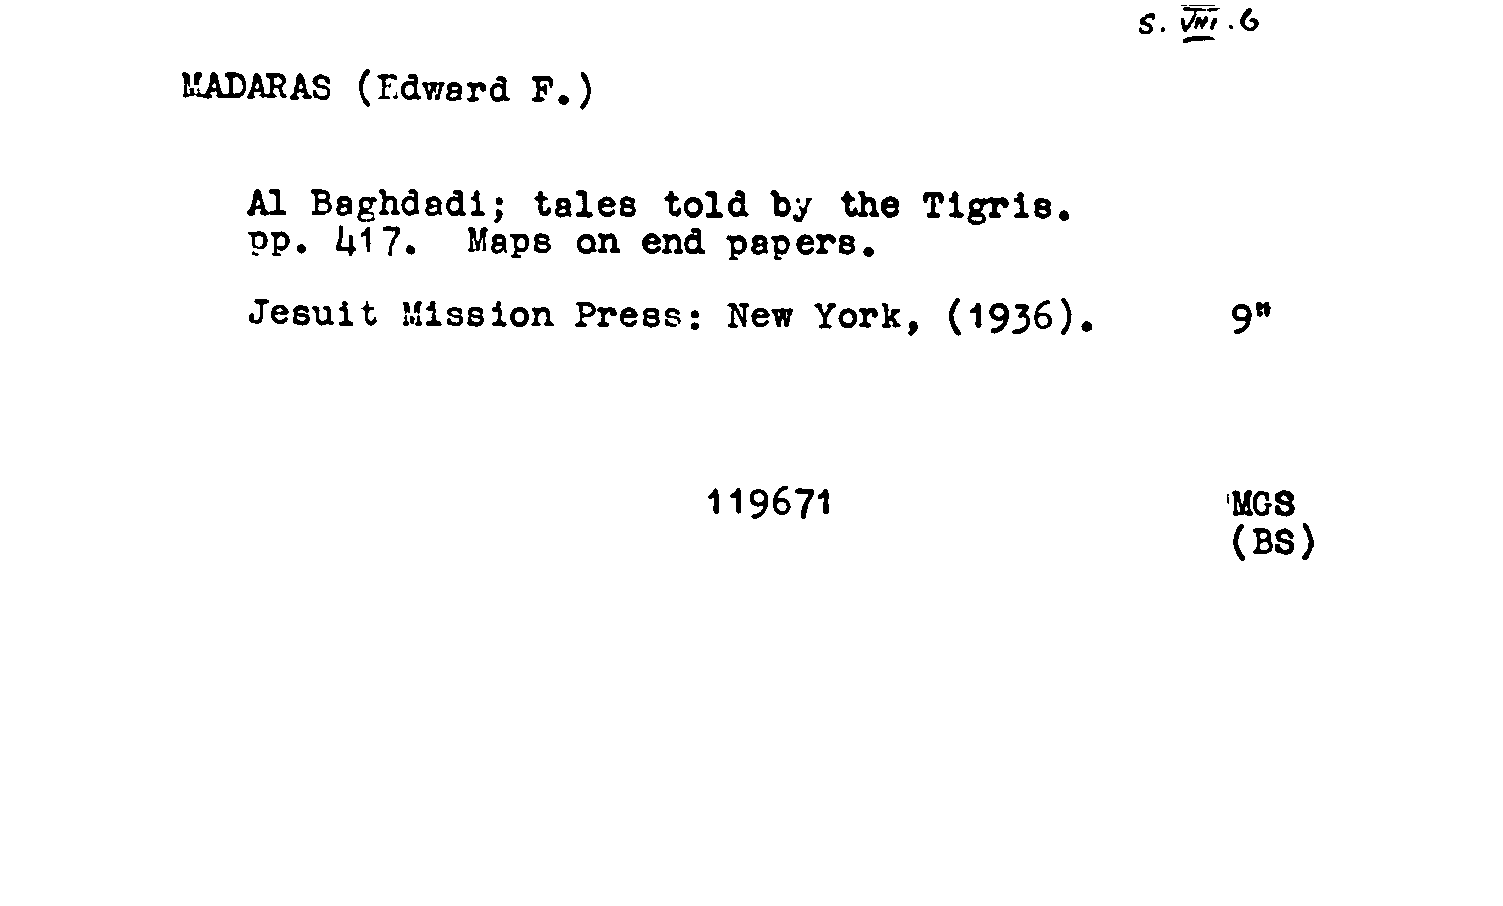 S. VIII.6
MADARAS (Edward F.)
Al Baghdadi; tales told by the Tigris.
pp. 417. Maps on end papers.
Jesuit Mission Press: New York, (1936). 9"
119671 MGS
(BS)